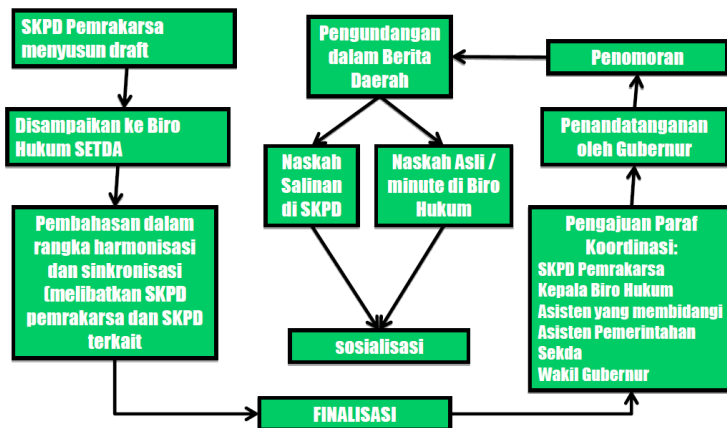 SKPD Pemrakarsa
menyusun draft
Disampaikan ke Biro
Hukum SETDA
Pembahasan dalam
rangka harmonisasi
dan sinkronisasi
(melibatkan SKPD
pemrakarsa dan SKPD
terkait
FINALISASI
Pengajuan Paraf
Koordinasi:
SKPD Pemrakarsa
Kepala Biro Hukum
Asisten yang membidangi
Asisten Pemerintahan
Sekda
Wakil Gubernur
Penandatanganan
oleh Gubernur
Penomoran
Pengundangan
dalam Berita
Daerah
Naskah
Salinan
di SKPD
Naskah Asli /
minute di Biro
Hukum
sosialisasi